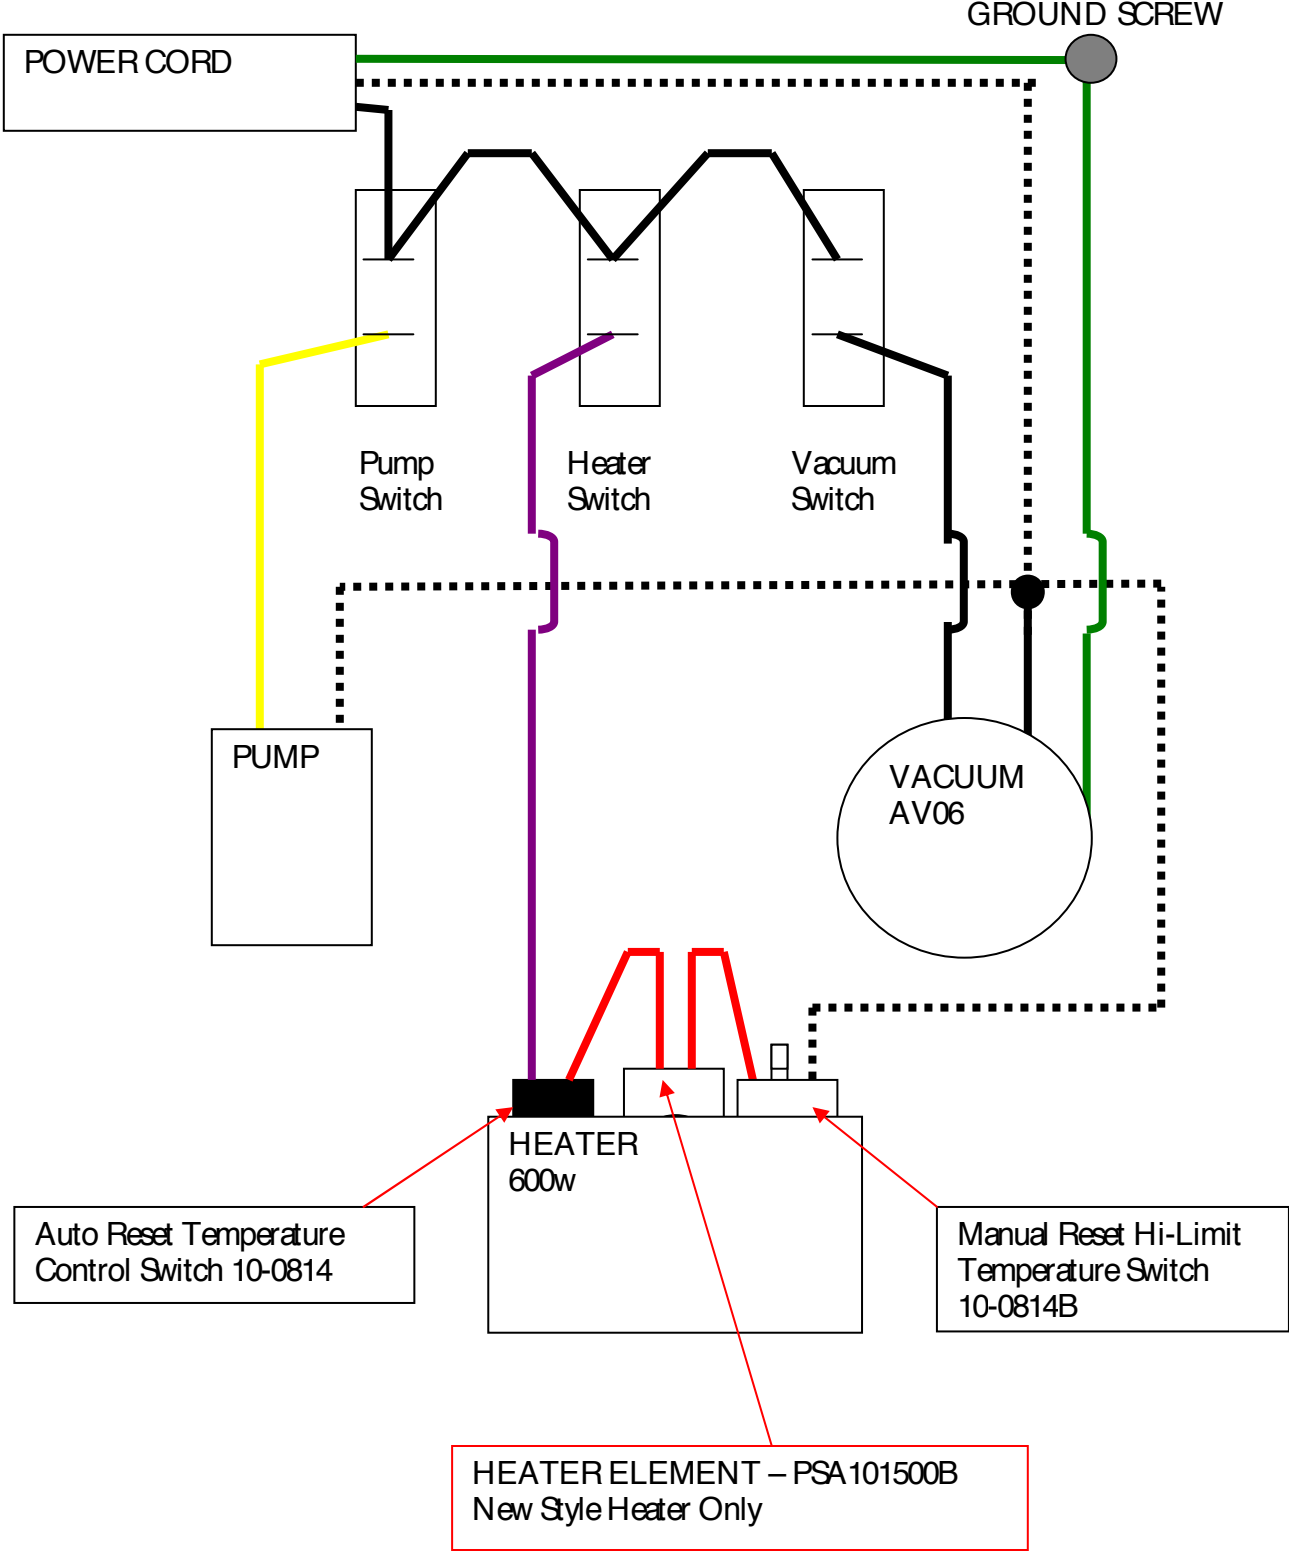 GROUND SCREW
POWER CORD
Pump
Switch
Heater
Switch
Vacuum
Switch
PUMP
VACUUM
AV06
HEATER
600w
Auto Reset Temperature
Control Switch 10-0814
Manual Reset Hi-Limit
Temperature Switch
10-0814B
HEATER ELEMENT – PSA101500B
New Style Heater Only